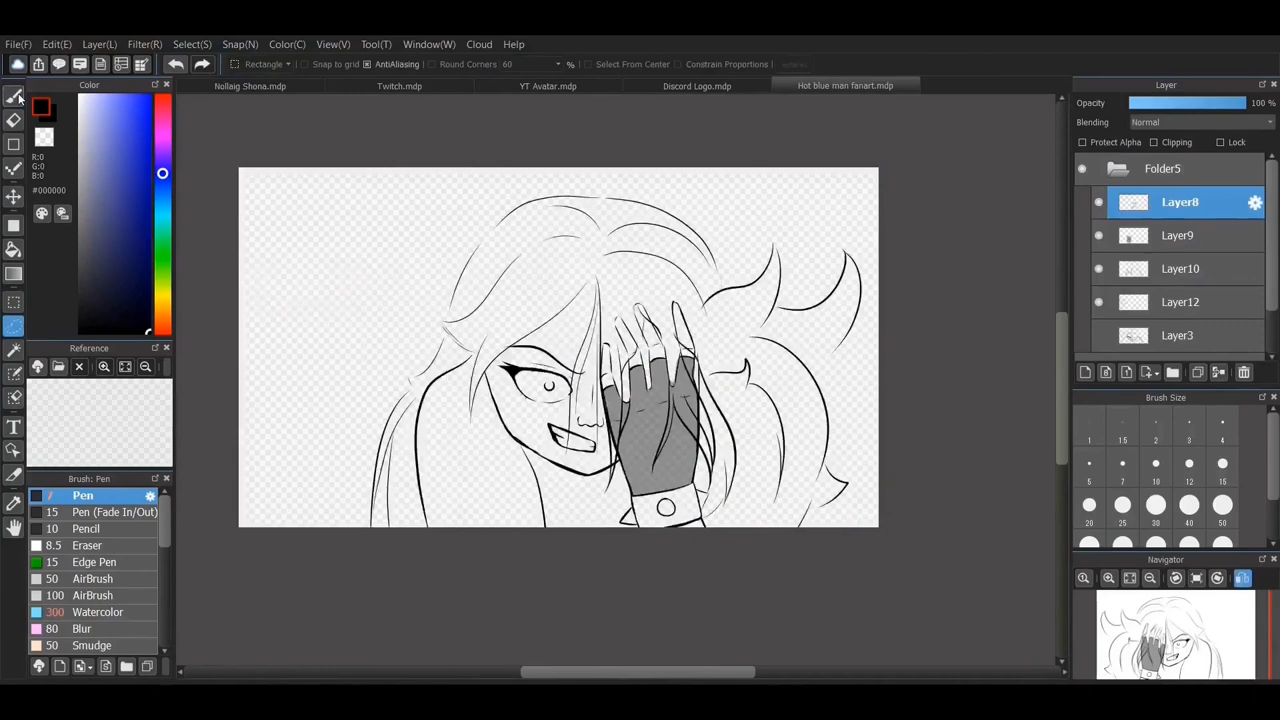 File(F) Edit(E) Layer(L) Filter(R) Select(S) Snap(N) Color(C) View(V) Tool(T) Window(W) Cloud Help
Rectangle Snap to grid AntiAliasing Round Corners 60 % Select From Center Constrain Proportions
Color
Nollaig Shona.mdp Twitch.mdp YT Avatar.mdp Discord Logo.mdp Hot blue man fanart.mdp
Layer
R:0
G:0
B:0
#000000
Opacity 100 %
Blending Normal
Protect Alpha Clipping Lock
Folder5
Layer8
Layer9
Layer10
Layer12
Layer3
Reference
Brush Size
1 1.5 2 3 4
5 7 10 12 15
20 25 30 40 50
Brush: Pen
Pen
15 Pen (Fade In/Out)
10 Pencil
8.5 Eraser
15 Edge Pen
50 AirBrush
100 AirBrush
300 Watercolor
80 Blur
50 Smudge
Navigator